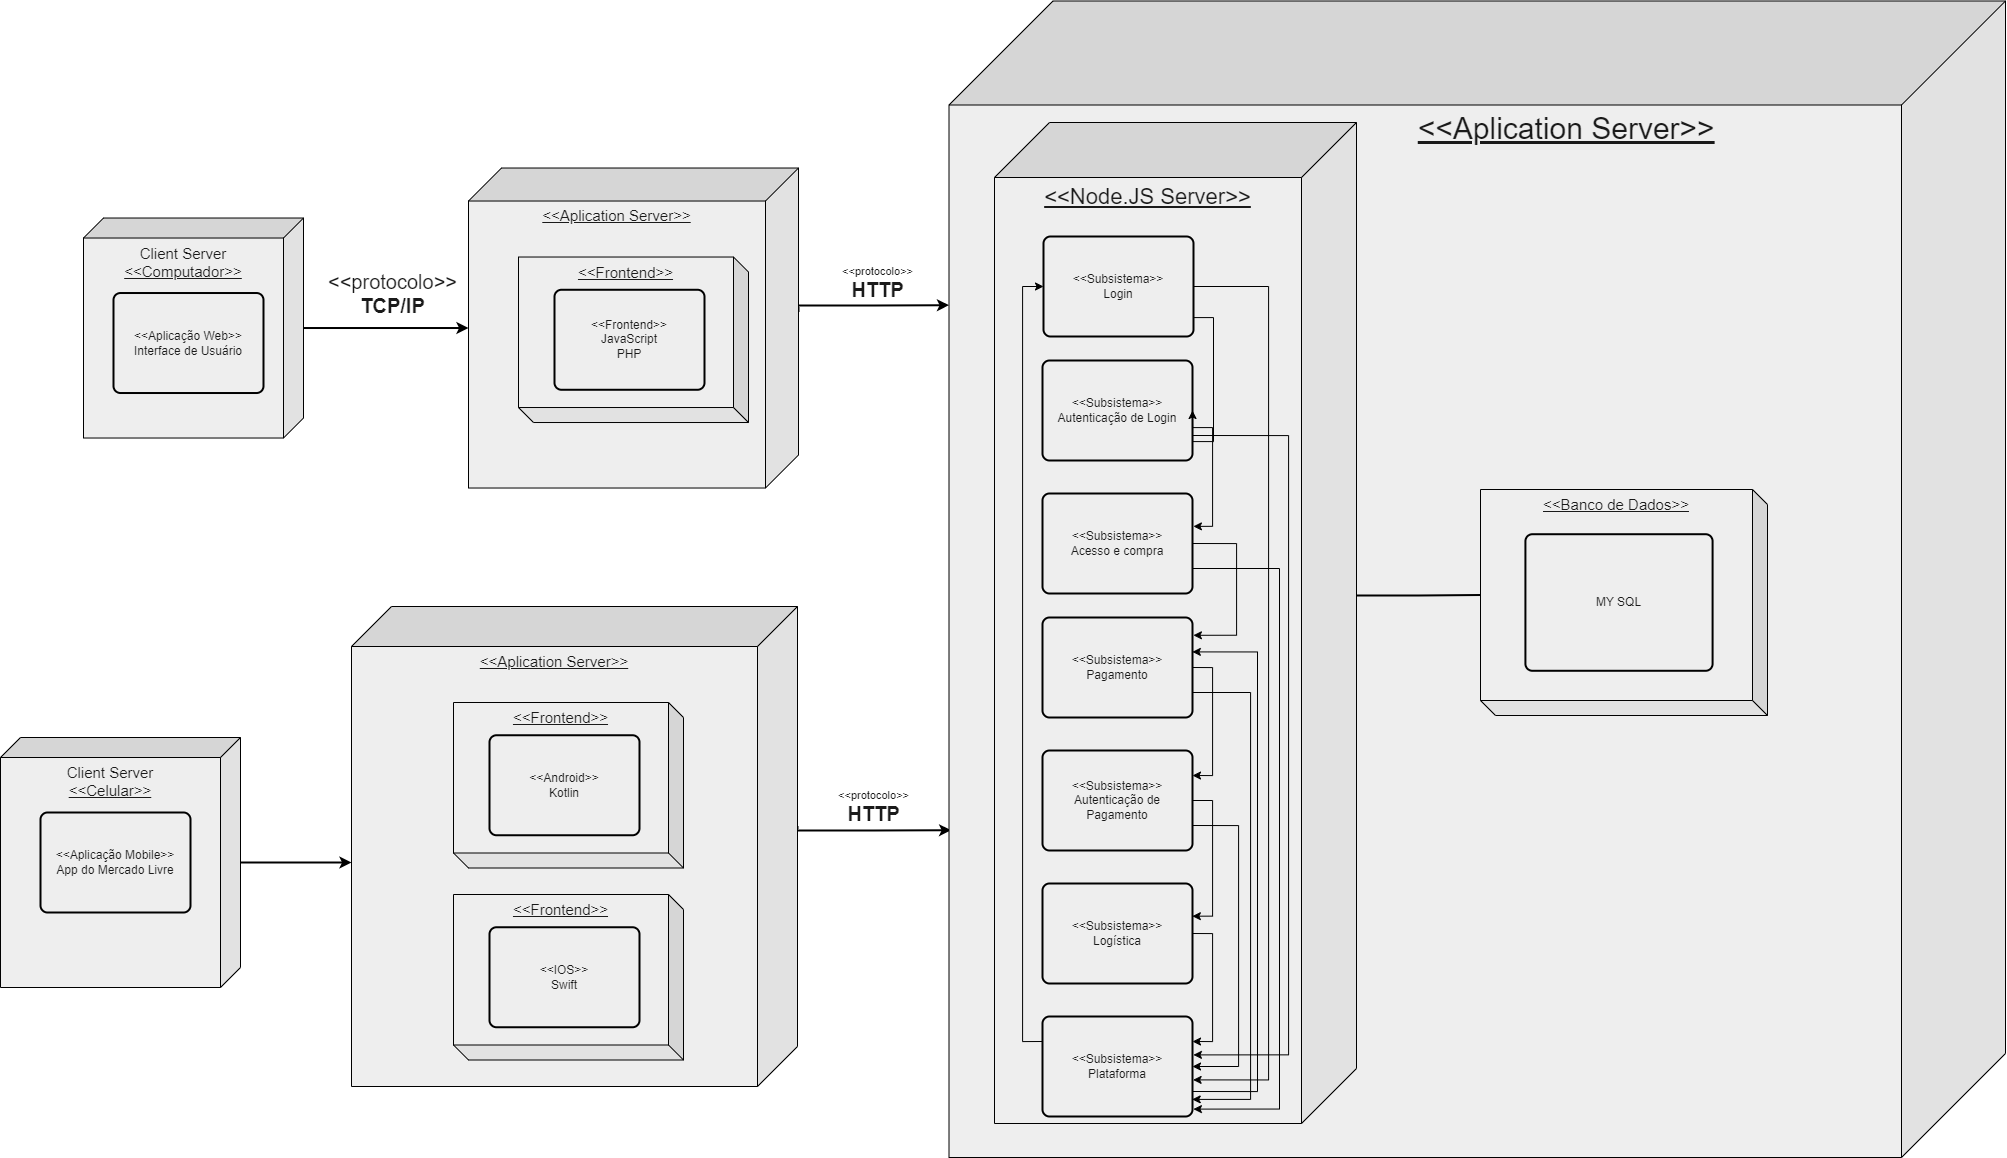 <<Aplication Server>>
<<Node.JS Server>>
<<Subsistema>>
Login
<<Subsistema>>
Autenticação de Login
<<Subsistema>>
Acesso e compra
<<Subsistema>>
Pagamento
<<Subsistema>>
Autenticação de
Pagamento
<<Subsistema>>
Logística
<<Subsistema>>
Plataforma
<<Banco de Dados>>
MY SQL
Client Server
<<Computador>>
<<Aplicação Web>>
Interface de Usuário
<<protocolo>>
TCP/IP
<<Aplication Server>>
<<Frontend>>
<<Frontend>>
JavaScript
PHP
<<protocolo>>
HTTP
Client Server
<<Celular>>
<<Aplicação Mobile>>
App do Mercado Livre
<<Aplication Server>>
<<Frontend>>
<<Android>>
Kotlin
<<Frontend>>
<<IOS>>
Swift
<<protocolo>>
HTTP